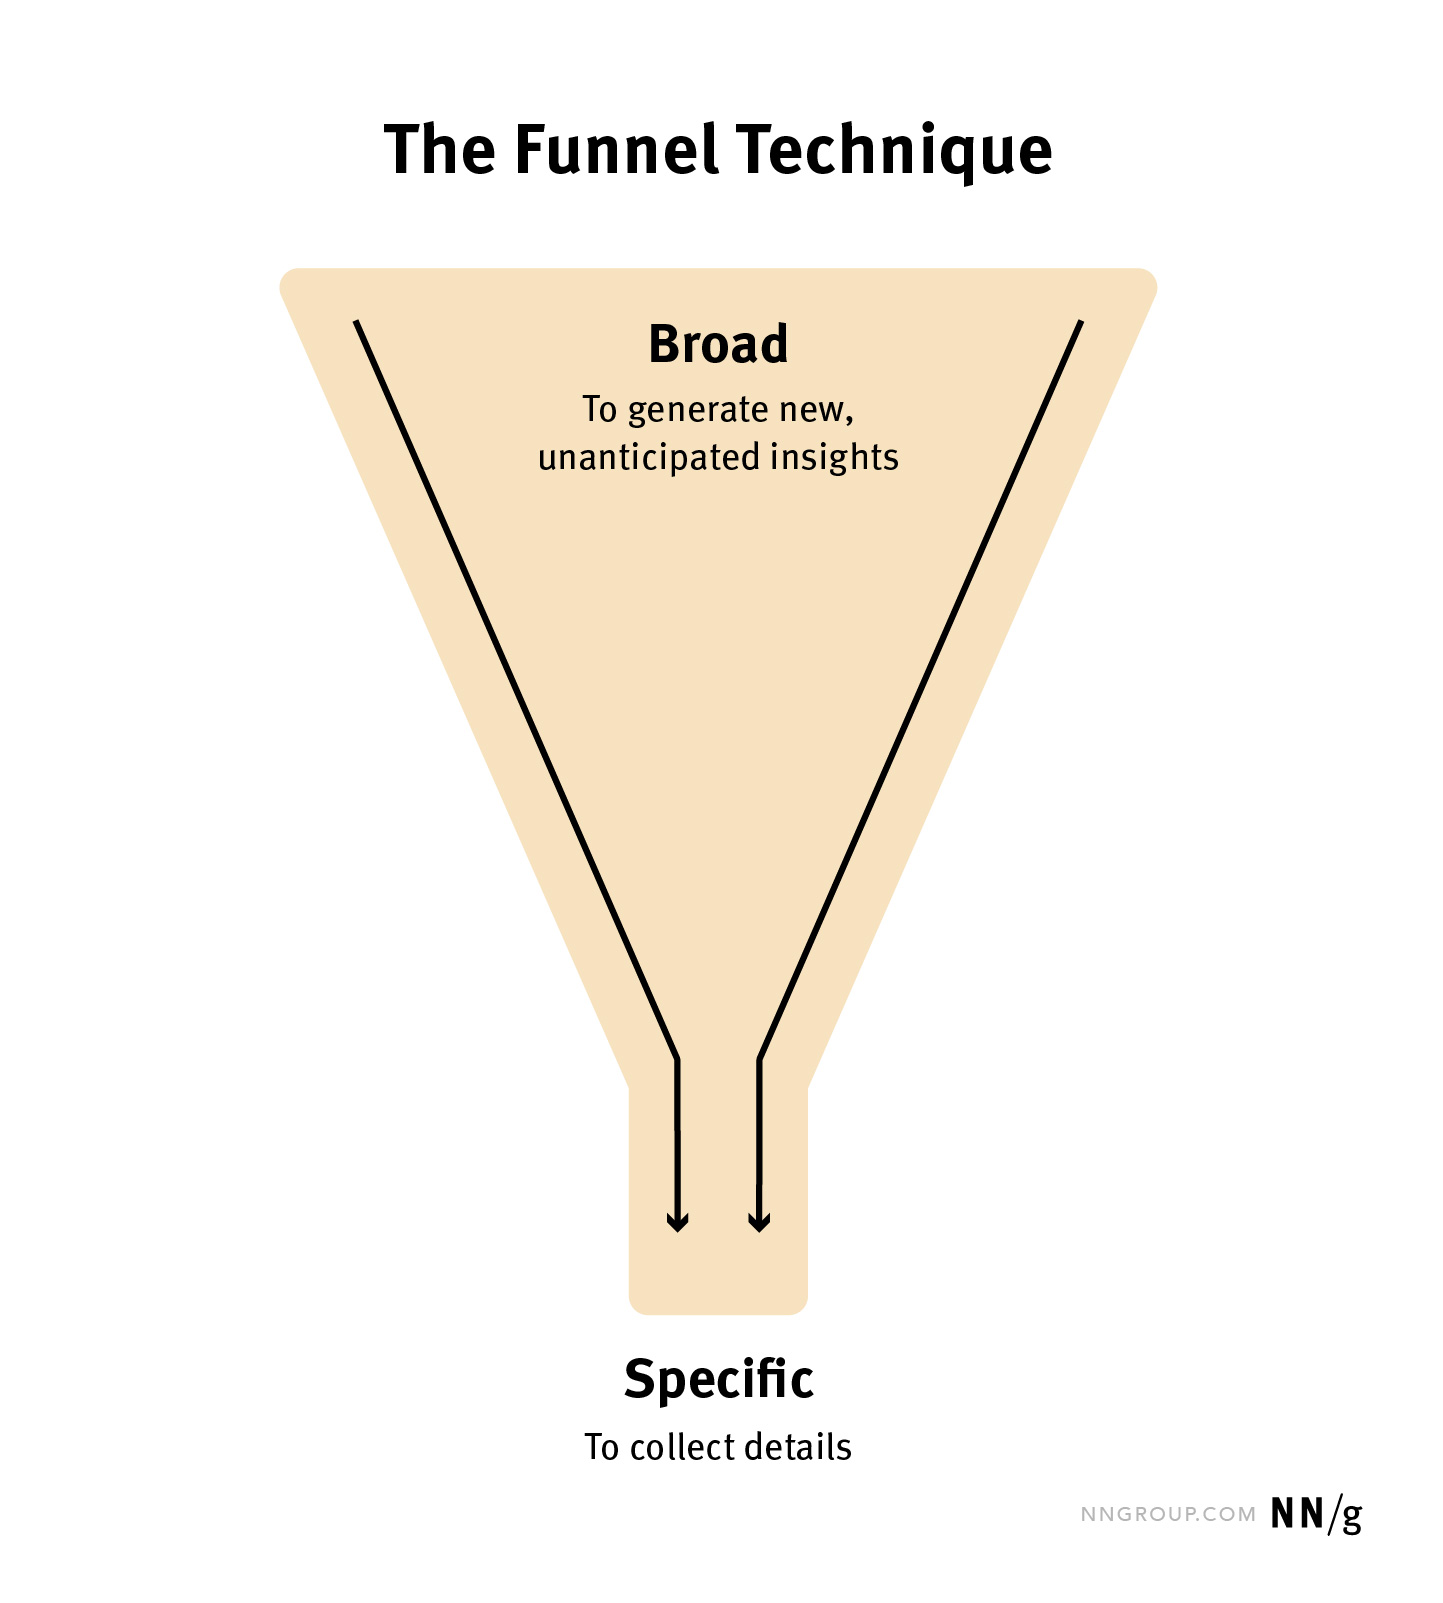 The Funnel Technique
Broad
To generate new,
unanticipated insights
Specific
To collect details
NNGROUP.COM NN/g